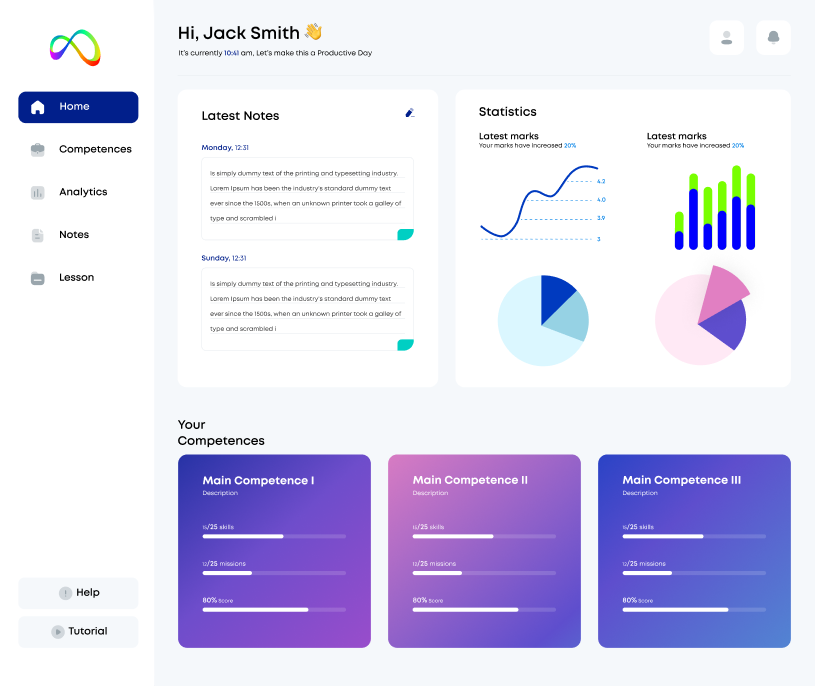 Hi, Jack Smith 👋
It's currently 10:41 am, Let's make this a Productive Day
Home
Competences
Analytics
Notes
Lesson
Help
Tutorial
Latest Notes
Monday, 12:31
Is simply dummy text of the printing and typesetting industry.
Lorem Ipsum has been the industry's standard dummy text
ever since the 1500s, when an unknown printer took a galley of
type and scrambled i
Sunday, 12:31
Is simply dummy text of the printing and typesetting industry.
Lorem Ipsum has been the industry's standard dummy text
ever since the 1500s, when an unknown printer took a galley of
type and scrambled i
Statistics
Latest marks
Your marks have increased 20%
4.2
4.0
3.9
3
Latest marks
Your marks have increased 20%
Your
Competences
Main Competence I
Description
15/25 skills
12/25 missions
80% Score
Main Competence II
Description
15/25 skills
12/25 missions
80% Score
Main Competence III
Description
15/25 skills
12/25 missions
80% Score